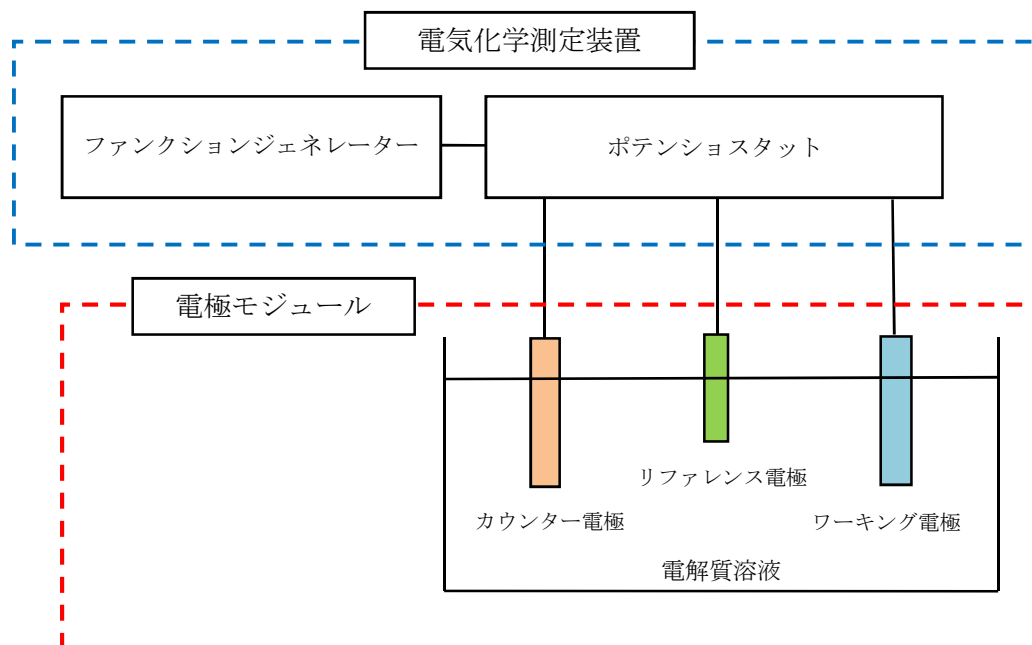 電気化学測定装置
ファンクションジェネレーター
ポテンショスタット
電極モジュール
リファレンス電極
カウンター電極
ワーキング電極
電解質溶液